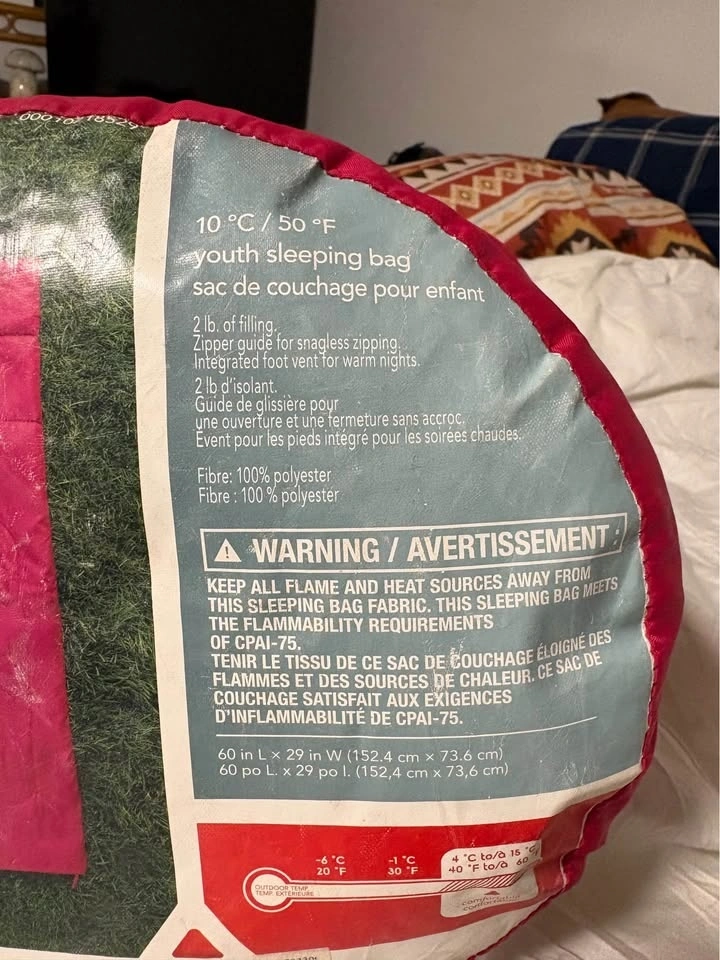 10 °C / 50 °F
youth sleeping bag
sac de couchage pour enfant
2 lb. of filling.
Zipper guide for snagless zipping.
Integrated foot vent for warm nights.
2 lb d'isolant.
Guide de glissière pour
une ouverture et une fermeture sans accroc.
Évent pour les pieds intégré pour les soirées chaudes.
Fibre: 100% polyester
Fibre : 100 % polyester
⚠ WARNING / AVERTISSEMENT :
KEEP ALL FLAME AND HEAT SOURCES AWAY FROM
THIS SLEEPING BAG FABRIC. THIS SLEEPING BAG MEETS
THE FLAMMABILITY REQUIREMENTS
OF CPAI-75.
TENIR LE TISSU DE CE SAC DE COUCHAGE ÉLOIGNÉ DES
FLAMMES ET DES SOURCES DE CHALEUR. CE SAC DE
COUCHAGE SATISFAIT AUX EXIGENCES
D'INFLAMMABILITÉ DE CPAI-75.
60 in L x 29 in W (152.4 cm x 73.6 cm)
60 po L. x 29 po l. (152,4 cm x 73,6 cm)
-6 °C -1 °C 4 °C to/à 15 °C
20 °F 30 °F 40 °F to/à 60
OUTDOOR TEMP.
TEMP. EXTÉRIEURE